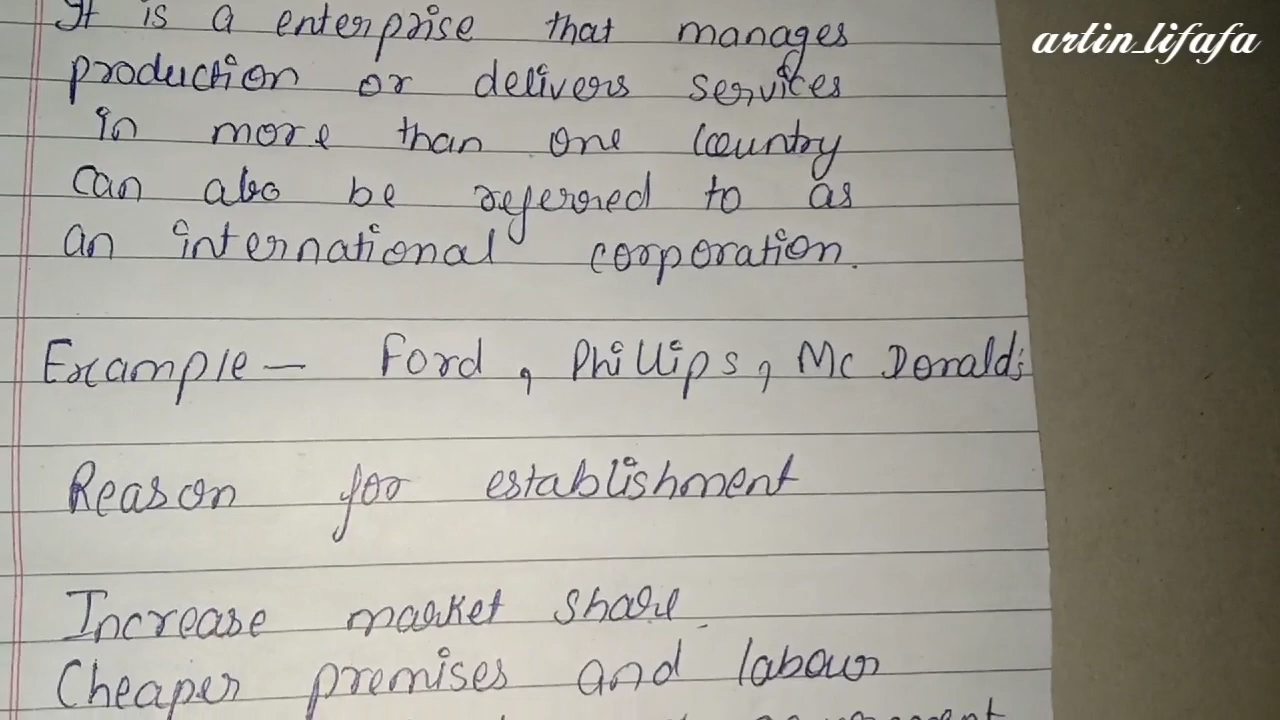 It is a enterprise that manages
artin_lifafa
production or delivers services
in more than one country
can also be referred to as
an international corporation.
Example — Ford, Phillips, Mc Donalds
Reason for establishment
Increase market share
Cheaper premises and labour